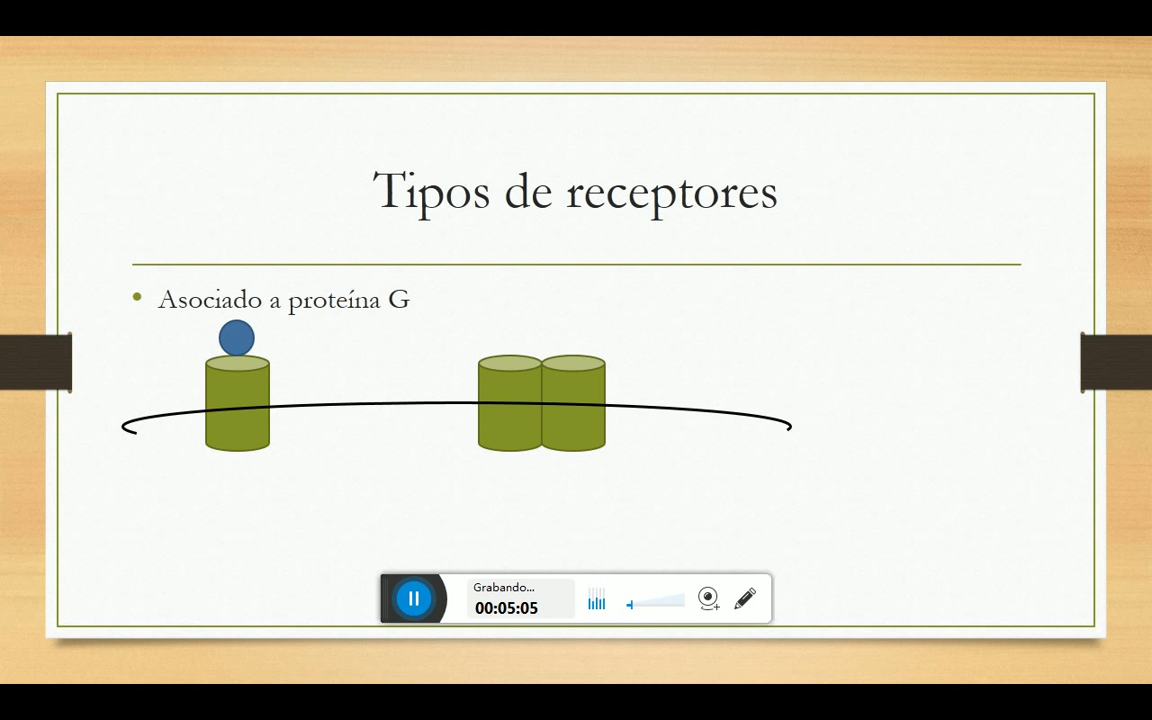 Tipos de receptores
Asociado a proteína G
Grabando...
00:05:05